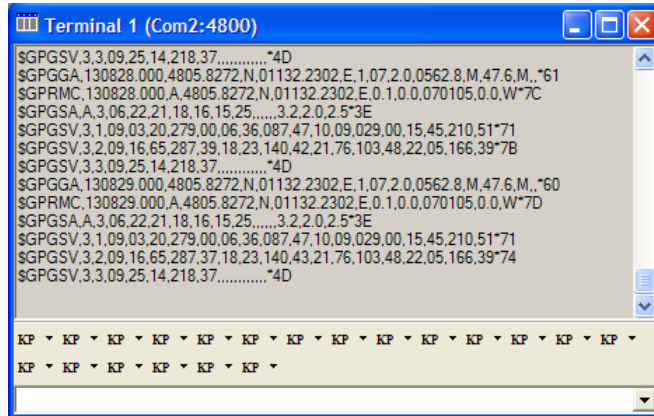 Terminal 1 (Com2:4800)
$GPGSV,3,3,09,25,14,218,37,,,,,,,,,,,,*4D
$GPGGA,130828.000,4805.8272,N,01132.2302,E,1,07,2.0,0562.8,M,47.6,M,,*61
$GPRMC,130828.000,A,4805.8272,N,01132.2302,E,0.1,0.0,070105,0.0,W*7C
$GPGSA,A,3,06,22,21,18,16,15,25,,,,,,3.2,2.0,2.5*3E
$GPGSV,3,1,09,03,20,279,00,06,36,087,47,10,09,029,00,15,45,210,51*71
$GPGSV,3,2,09,16,65,287,39,18,23,140,42,21,76,103,48,22,05,166,39*7B
$GPGSV,3,3,09,25,14,218,37,,,,,,,,,,,,*4D
$GPGGA,130829.000,4805.8272,N,01132.2302,E,1,07,2.0,0562.8,M,47.6,M,,*60
$GPRMC,130829.000,A,4805.8272,N,01132.2302,E,0.1,0.0,070105,0.0,W*7D
$GPGSA,A,3,06,22,21,18,16,15,25,,,,,,3.2,2.0,2.5*3E
$GPGSV,3,1,09,03,20,279,00,06,36,087,47,10,09,029,00,15,45,210,51*71
$GPGSV,3,2,09,16,65,287,37,18,23,140,43,21,76,103,48,22,05,166,39*74
$GPGSV,3,3,09,25,14,218,37,,,,,,,,,,,,*4D
KP KP KP KP KP KP KP KP KP KP KP KP KP KP
KP KP KP KP KP KP